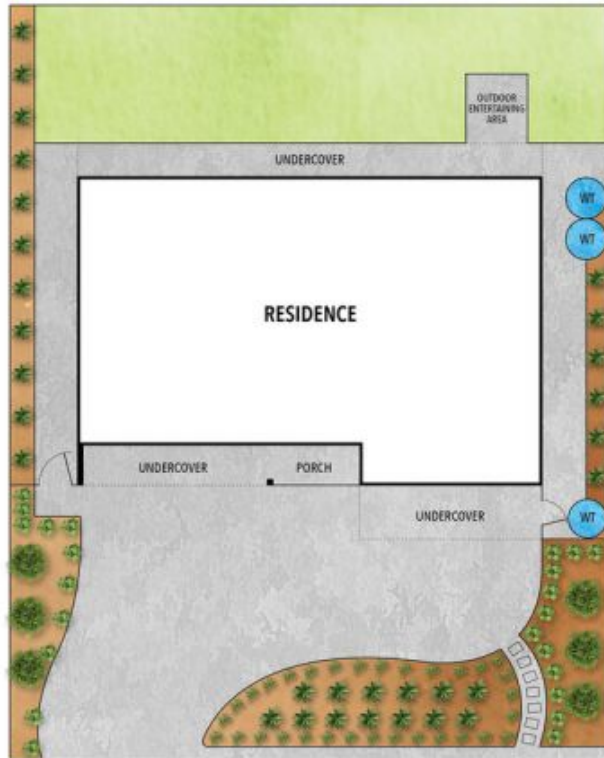 OUTDOOR
ENTERTAINING
AREA
UNDERCOVER
WT
WT
RESIDENCE
UNDERCOVER
PORCH
UNDERCOVER
WT